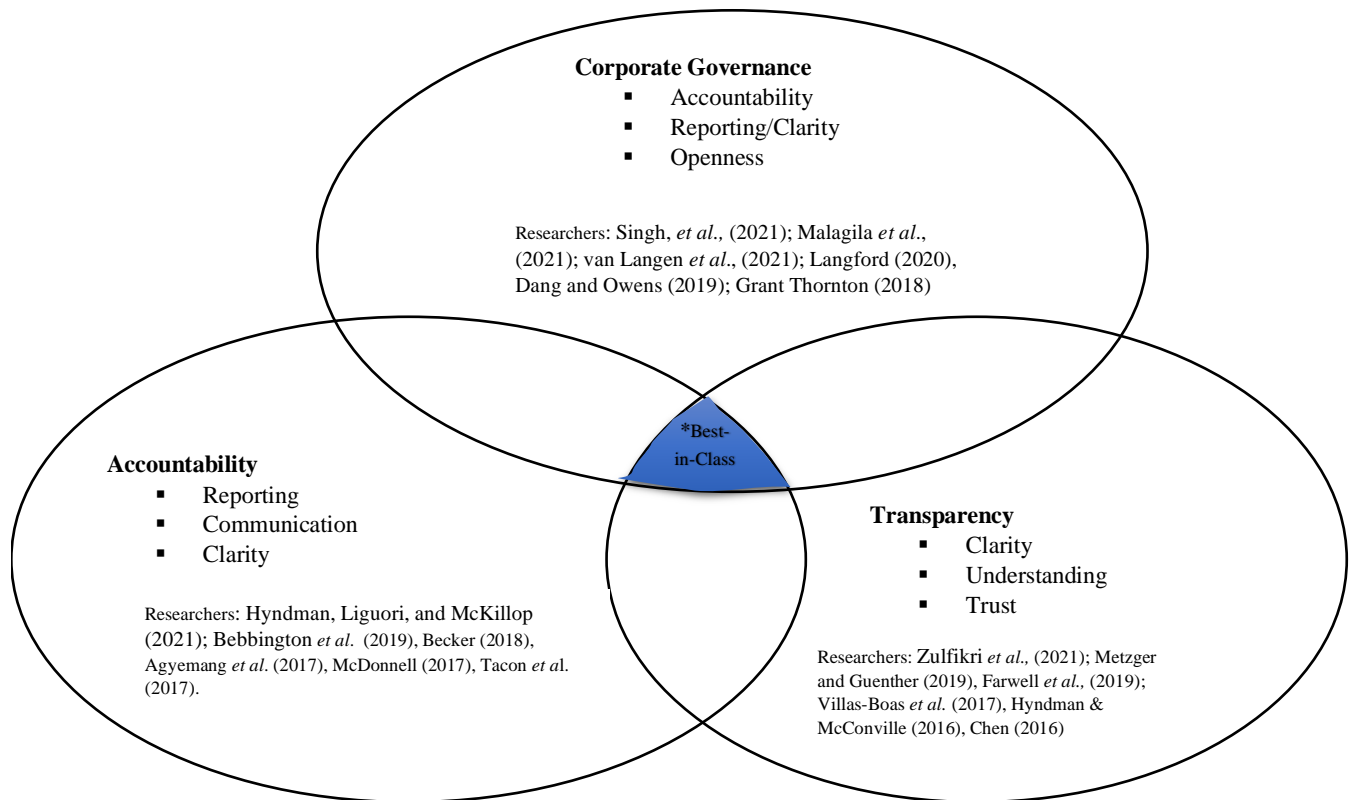 Corporate Governance
▪ Accountability
▪ Reporting/Clarity
▪ Openness
Researchers: Singh, et al., (2021); Malagila et al.,
(2021); van Langen et al., (2021); Langford (2020),
Dang and Owens (2019); Grant Thornton (2018)
*Best-
in-Class
Accountability
▪ Reporting
▪ Communication
▪ Clarity
Researchers: Hyndman, Liguori, and McKillop
(2021); Bebbington et al. (2019), Becker (2018),
Agyemang et al. (2017), McDonnell (2017), Tacon et al.
(2017).
Transparency
▪ Clarity
▪ Understanding
▪ Trust
Researchers: Zulfikri et al., (2021); Metzger
and Guenther (2019), Farwell et al., (2019);
Villas-Boas et al. (2017), Hyndman &
McConville (2016), Chen (2016)